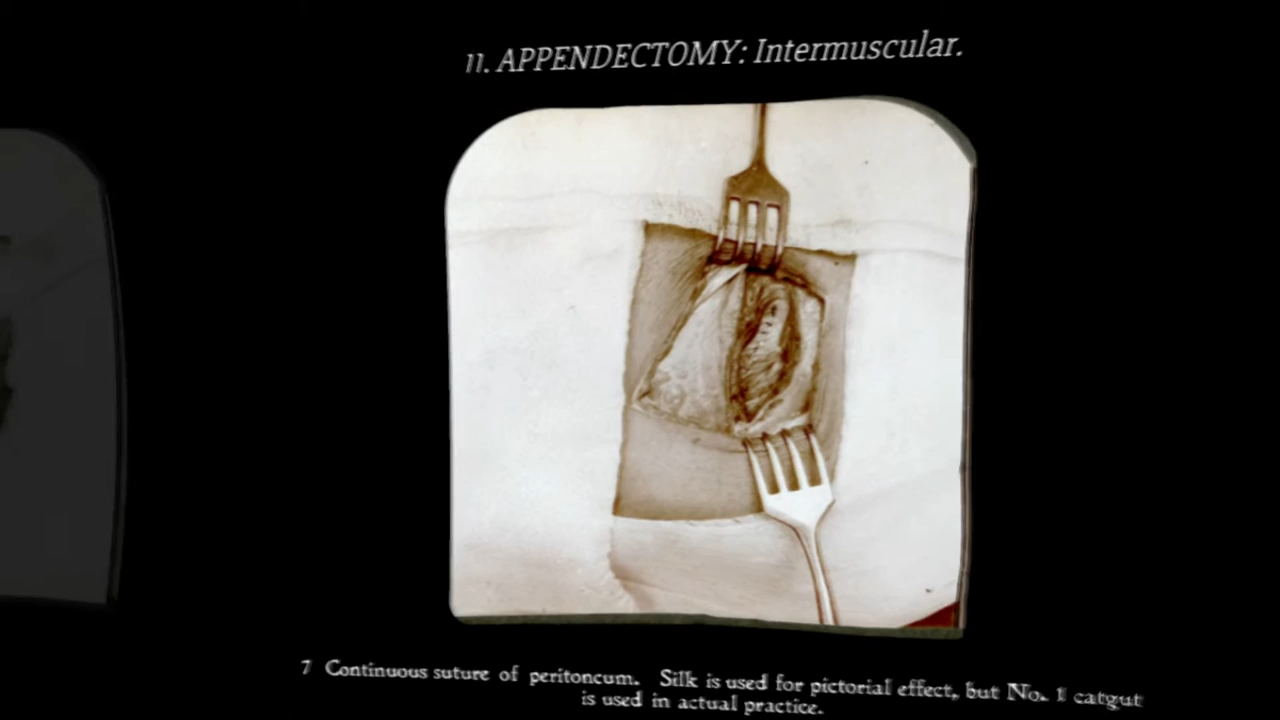 11. APPENDECTOMY: Intermuscular.
7 Continuous suture of peritoncum. Silk is used for pictorial effect, but No. 1 catgut
is used in actual practice.